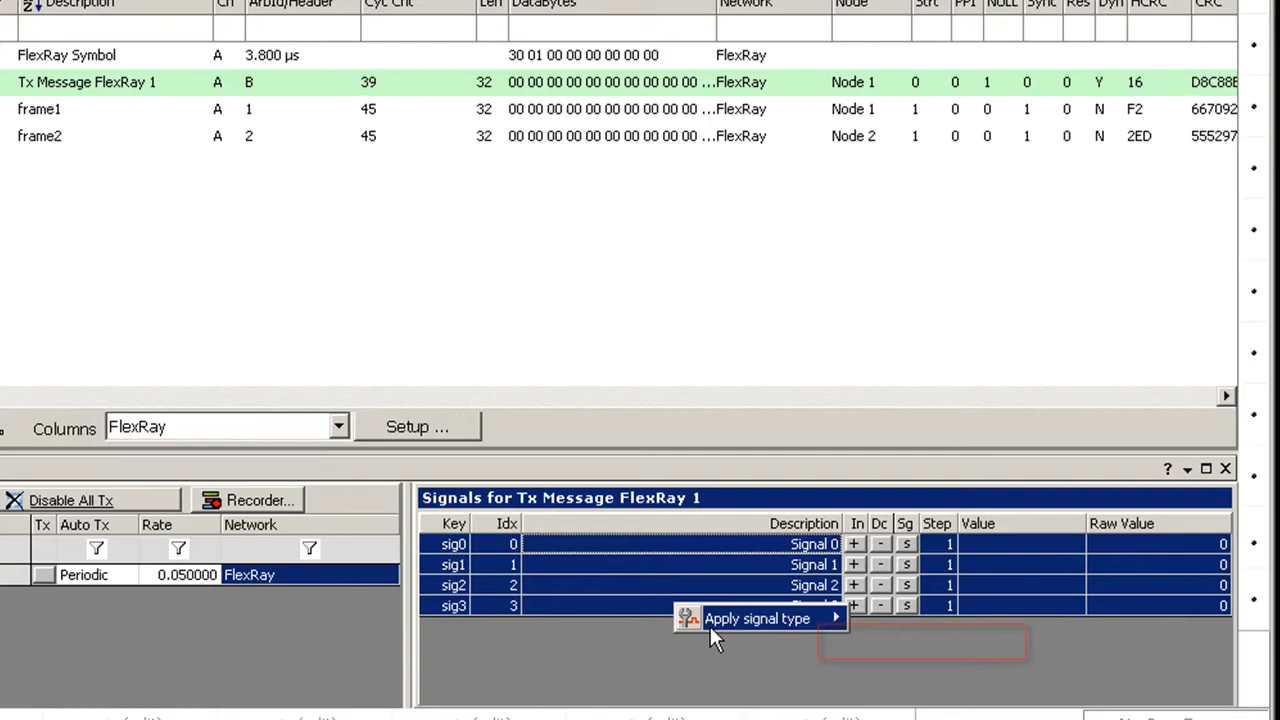 Description Ch ArbId/Header Cyc Cnt Len DataBytes Network Node Strt PPI NULL Sync Res Dyn HCRC CRC
FlexRay Symbol A 3.800 µs 30 01 00 00 00 00 00 00 FlexRay
Tx Message FlexRay 1 A B 39 32 00 00 00 00 00 00 00 00 00 ... FlexRay Node 1 0 0 1 0 0 Y 16
frame1 A 1 45 32 00 00 00 00 00 00 00 00 00 ... FlexRay Node 1 1 0 0 1 0 N F2 667092
frame2 A 2 45 32 00 00 00 00 00 00 00 00 00 ... FlexRay Node 2 1 0 0 1 0 N 2ED 555297
Columns FlexRay Setup ...
? X
Disable All Tx Recorder... Signals for Tx Message FlexRay 1
Tx Auto Tx Rate Network Key Idx Description In Dc Sg Step Value Raw Value
sig0 0 Signal 0 + - s 1 0
Periodic 0.050000 FlexRay sig1 1 Signal 1 + - s 1 0
sig2 2 Signal 2 + - s 1 0
sig3 3 + - s 1 0
Apply signal type